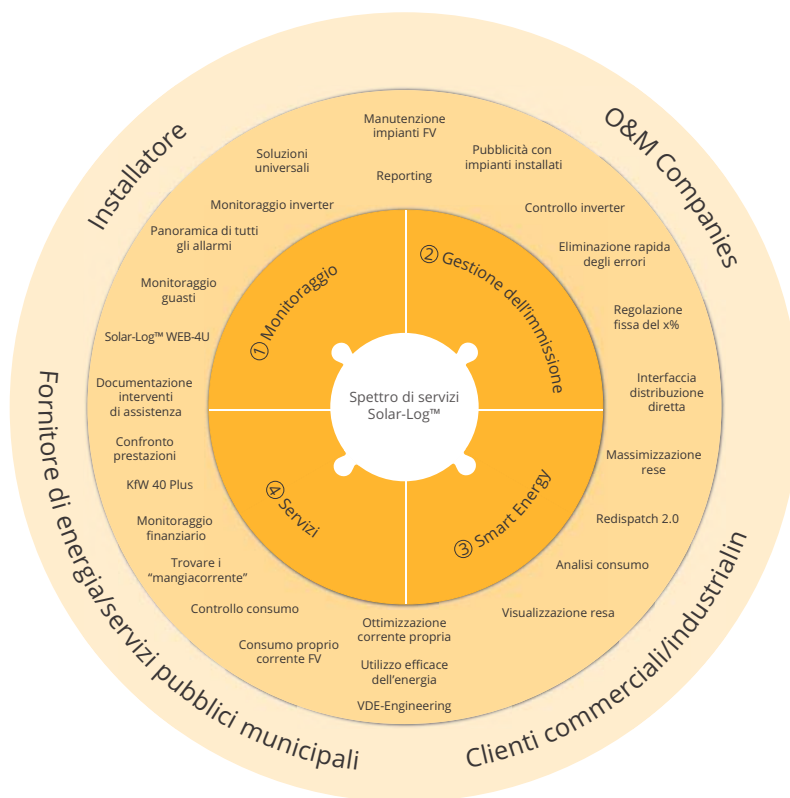 Installatore
O&M Companies
Fornitore di energia/servizi pubblici municipali
Clienti commerciali/industrialin
Manutenzione
impianti FV
Reporting
Soluzioni
universali
Pubblicità con
impianti installati
Monitoraggio inverter
Controllo inverter
Panoramica di tutti
gli allarmi
Eliminazione rapida
degli errori
Monitoraggio
guasti
Regolazione
fissa del x%
Solar-Log™ WEB-4U
Documentazione
interventi
di assistenza
Interfaccia
distribuzione
diretta
Confronto
prestazioni
Massimizzazione
rese
KfW 40 Plus
Redispatch 2.0
Monitoraggio
finanziario
Analisi consumo
Trovare i
“mangiacorrente”
Controllo consumo
Visualizzazione resa
Consumo proprio
corrente FV
Ottimizzazione
corrente propria
Utilizzo efficace
dell’energia
VDE-Engineering
① Monitoraggio
② Gestione dell’immissione
③ Smart Energy
④ Servizi
Spettro di servizi
Solar-Log™